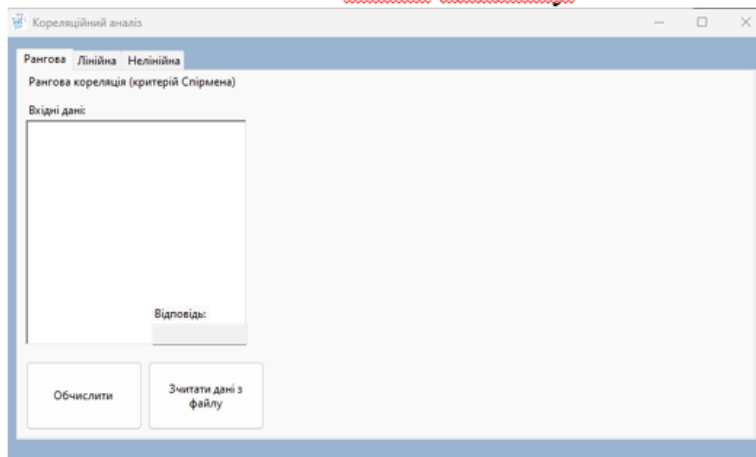 Кореляційний аналіз
Рангова Лінійна Нелінійна
Рангова кореляція (критерій Спірмена)
Вхідні дані:
Відповідь:
Обчислити
Зчитати дані з
файлу